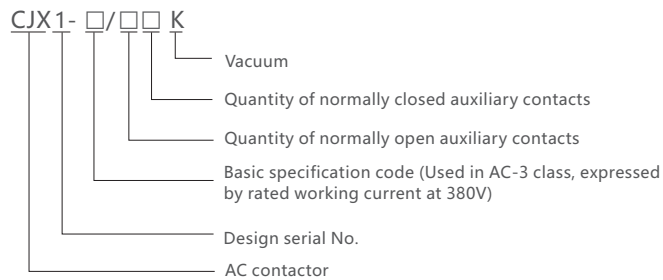 CJX1- □/□□ K
Vacuum
Quantity of normally closed auxiliary contacts
Quantity of normally open auxiliary contacts
Basic specification code (Used in AC-3 class, expressed
by rated working current at 380V)
Design serial No.
AC contactor